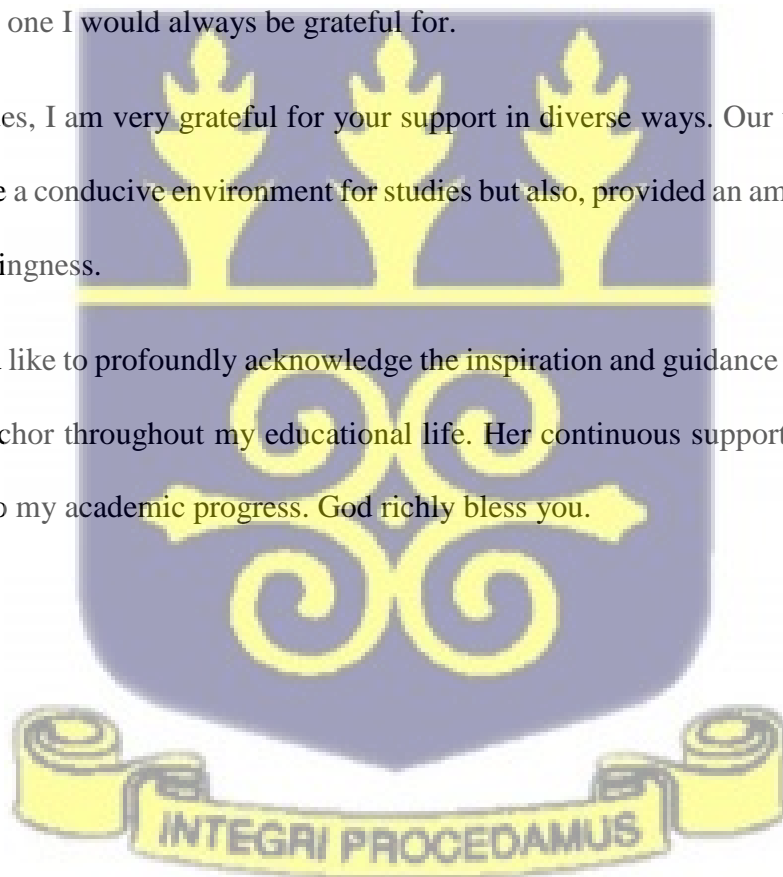 one I would always be grateful for.
es, I am very grateful for your support in diverse ways. Our
e a conducive environment for studies but also, provided an am
ingness.
like to profoundly acknowledge the inspiration and guidance
chor throughout my educational life. Her continuous support
o my academic progress. God richly bless you.
INTEGRI PROCEDAMUS